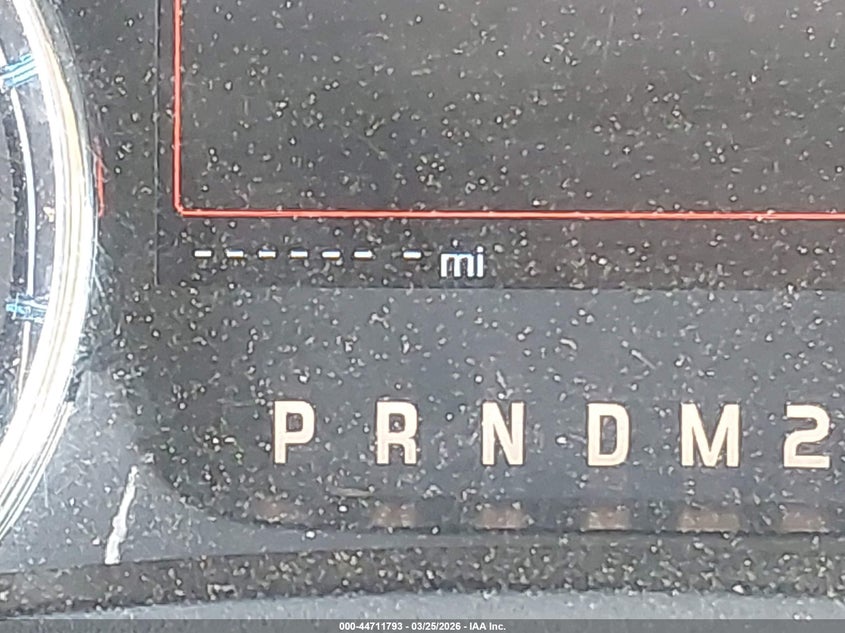 ------ - mi
P R N D M 2
000-44711793 - 03/25/2026 - IAA Inc.